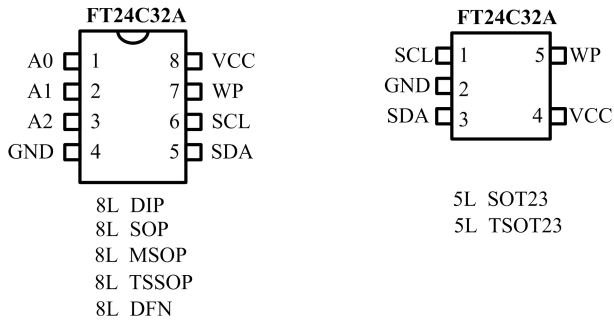 FT24C32A
A0 1 8 VCC
A1 2 7 WP
A2 3 6 SCL
GND 4 5 SDA
8L DIP
8L SOP
8L MSOP
8L TSSOP
8L DFN
FT24C32A
SCL 1 5 WP
GND 2
SDA 3 4 VCC
5L SOT23
5L TSOT23